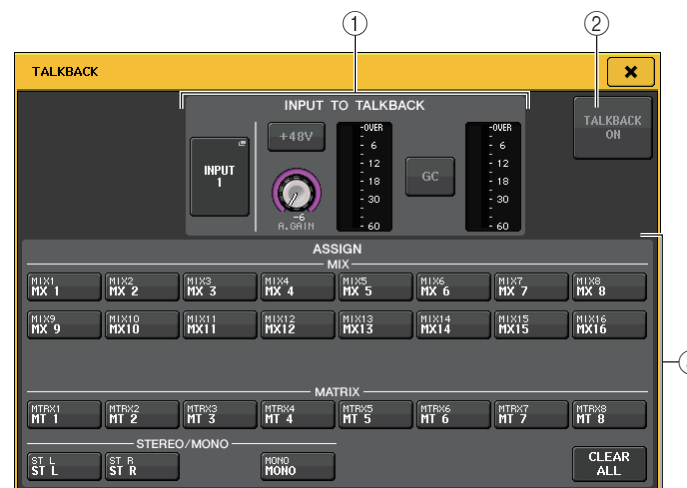 ① ②
TALKBACK ×
INPUT TO TALKBACK
TALKBACK
ON
INPUT
1
+48V
-6
A.GAIN
-OVER
- 6
- 12
- 18
- 30
- 60
GC
-OVER
- 6
- 12
- 18
- 30
- 60
ASSIGN
MIX
MIX1 MIX2 MIX3 MIX4 MIX5 MIX6 MIX7 MIX8
MX 1 MX 2 MX 3 MX 4 MX 5 MX 6 MX 7 MX 8
MIX9 MIX10 MIX11 MIX12 MIX13 MIX14 MIX15 MIX16
MX 9 MX10 MX11 MX12 MX13 MX14 MX15 MX16
MATRIX
MTRX1 MTRX2 MTRX3 MTRX4 MTRX5 MTRX6 MTRX7 MTRX8
MT 1 MT 2 MT 3 MT 4 MT 5 MT 6 MT 7 MT 8
STEREO/MONO
ST L ST R MONO
ST L ST R MONO
CLEAR
ALL